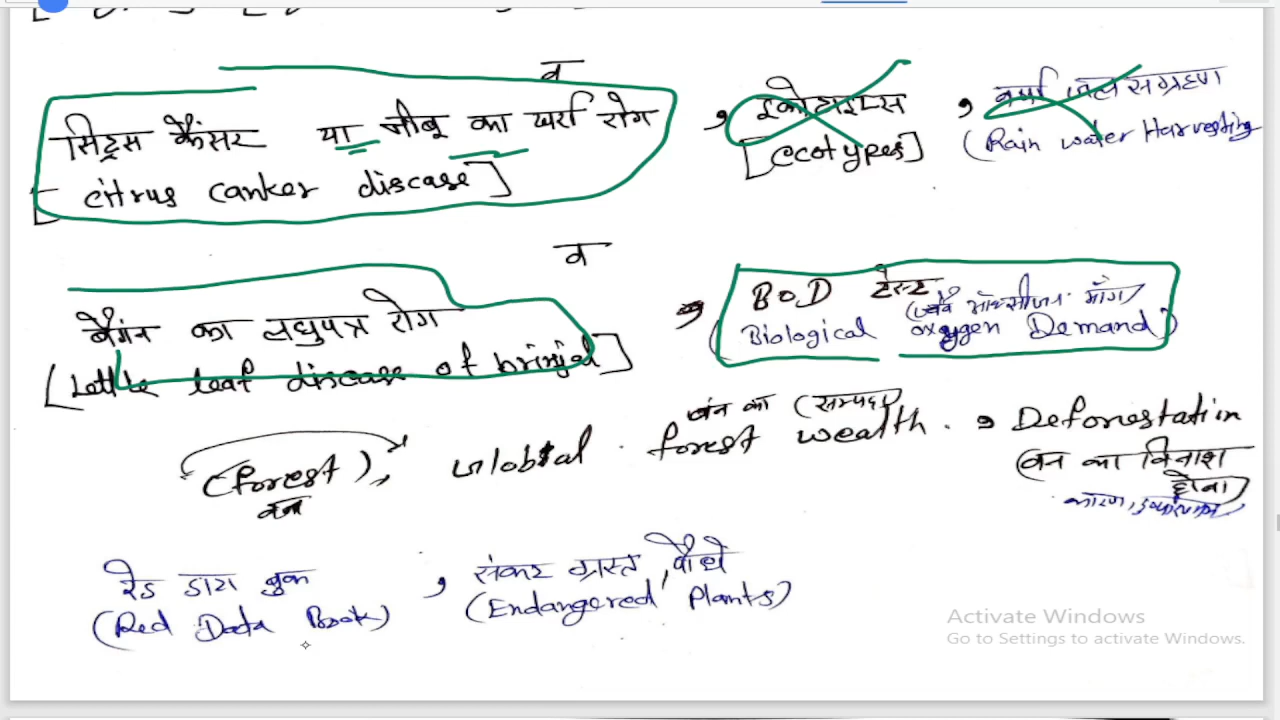 व
सिट्रस कैंसर या नीबू का खर्रा रोग , इकोटाइप्स , वर्षा जल संग्रहण
[citrus canker disease] [ecotypes] (Rain water Harvesting
व
बैगंन का लघुपत्र रोग , BOD टेस्ट (जैव ऑक्सीजन माँग)
[Lettle leaf disease of brinjal] (Biological oxygen Demand)
वन का (सम्पदा)
(forest), Global forest wealth. , Deforestation
वन (वन का विनाश होना)
कारण,
रेड डाटा बुक , संकट ग्रस्त पौधे
(Red Data Book) (Endangered Plants)
Activate Windows
Go to Settings to activate Windows.